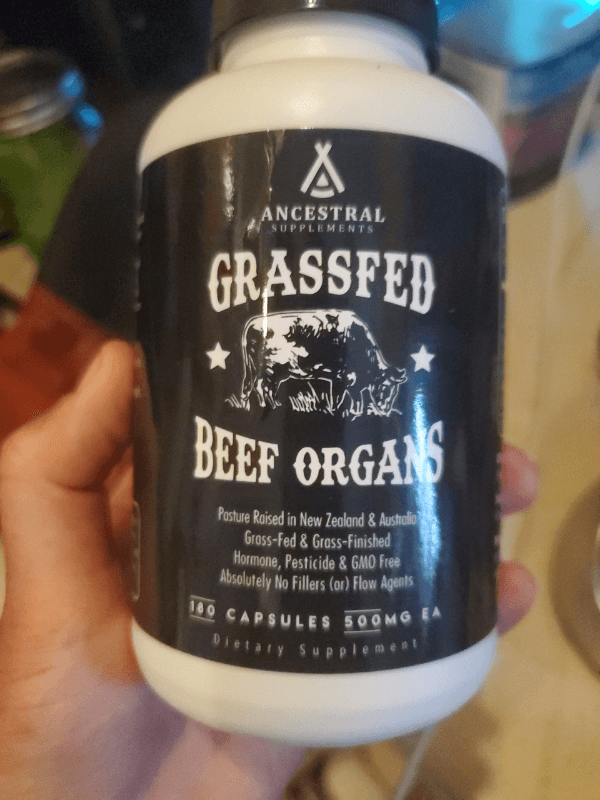 ANCESTRAL
SUPPLEMENTS
GRASSFED
BEEF ORGANS
Pasture Raised in New Zealand & Australia
Grass-Fed & Grass-Finished
Hormone, Pesticide & GMO Free
Absolutely No Fillers (or) Flow Agents
180 CAPSULES 500MG EA
Dietary Supplement